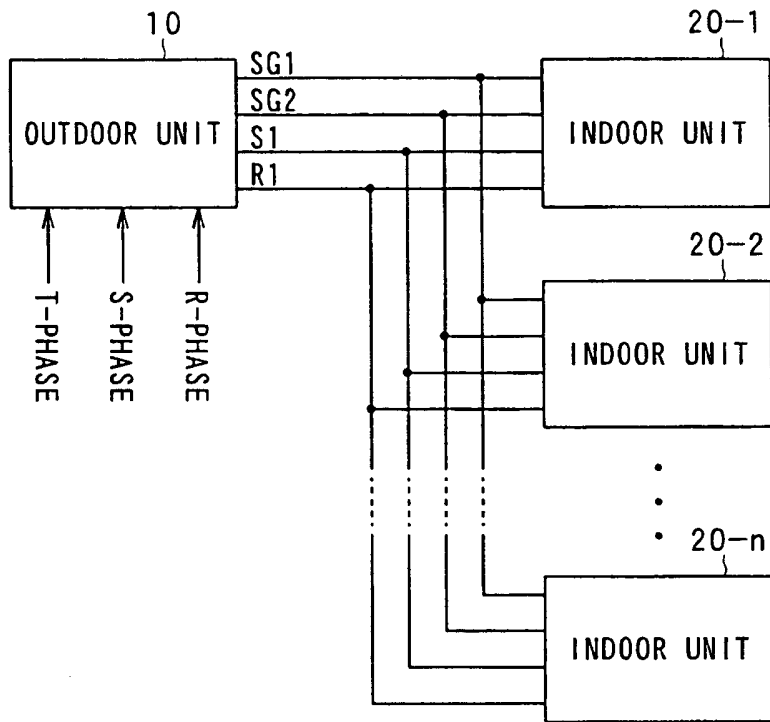 10
20-1
SG1
SG2
OUTDOOR UNIT
S1
R1
INDOOR UNIT
T-PHASE
S-PHASE
R-PHASE
20-2
INDOOR UNIT
20-n
INDOOR UNIT